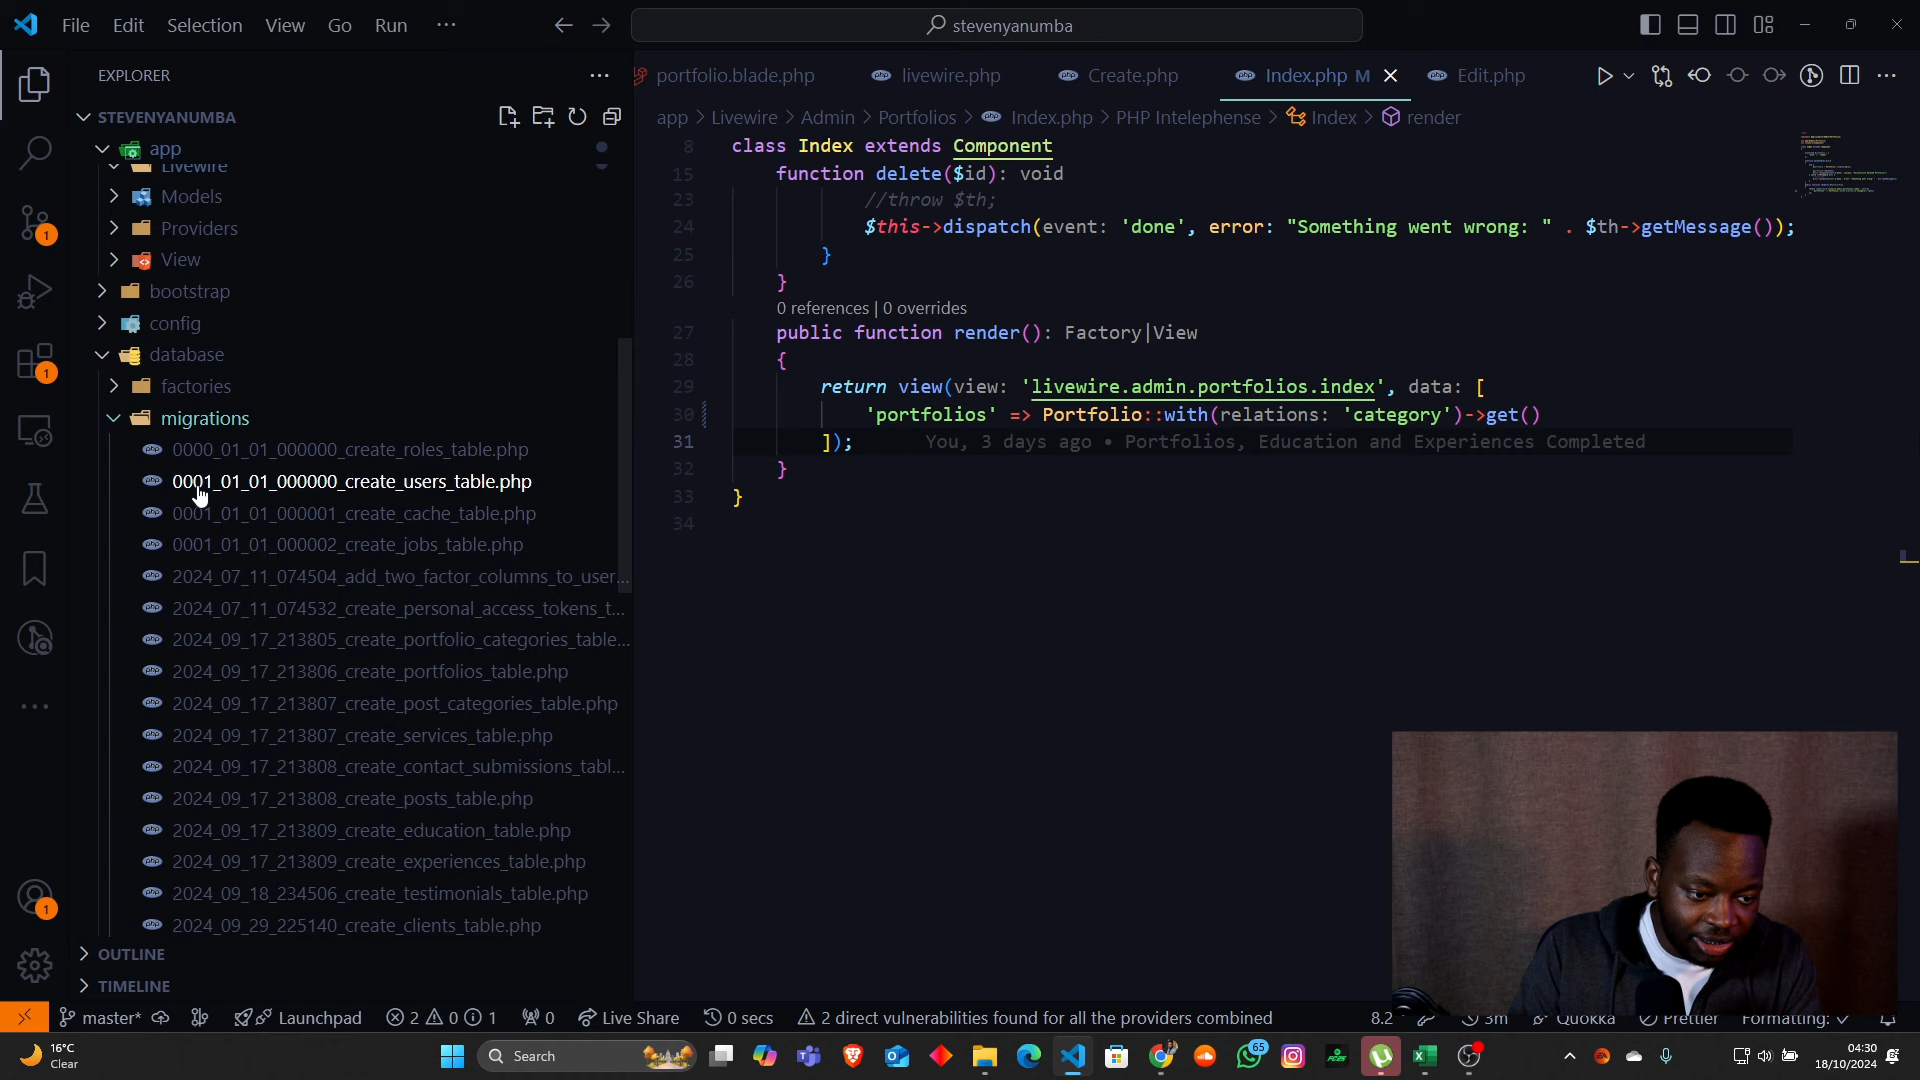 File Edit Selection View Go Run ··· stevenyanumba
EXPLORER
STEVENYANUMBA
app
Livewire
Models
Providers
View
bootstrap
config
database
factories
migrations
0000_01_01_000000_create_roles_table.php
0001_01_01_000000_create_users_table.php
0001_01_01_000001_create_cache_table.php
0001_01_01_000002_create_jobs_table.php
2024_07_11_074504_add_two_factor_columns_to_user...
2024_07_11_074532_create_personal_access_tokens_t...
2024_09_17_213805_create_portfolio_categories_table...
2024_09_17_213806_create_portfolios_table.php
2024_09_17_213807_create_post_categories_table.php
2024_09_17_213807_create_services_table.php
2024_09_17_213808_create_contact_submissions_tabl...
2024_09_17_213808_create_posts_table.php
2024_09_17_213809_create_education_table.php
2024_09_17_213809_create_experiences_table.php
2024_09_18_234506_create_testimonials_table.php
2024_09_29_225140_create_clients_table.php
OUTLINE
TIMELINE
portfolio.blade.php livewire.php Create.php Index.php M Edit.php
app > Livewire > Admin > Portfolios > Index.php > PHP Intelephense > Index > render
8 class Index extends Component
15 function delete($id): void
23 //throw $th;
24 $this->dispatch(event: 'done', error: "Something went wrong: " . $th->getMessage());
25 }
26 }
0 references | 0 overrides
27 public function render(): Factory|View
28 {
29 return view(view: 'livewire.admin.portfolios.index', data: [
30 'portfolios' => Portfolio::with(relations: 'category')->get()
31 ]); You, 3 days ago • Portfolios, Education and Experiences Completed
32 }
33 }
34
1
1
1
master* Launchpad 2 0 1 0 Live Share 0 secs 2 direct vulnerabilities found for all the providers combined 8.2 3m Quokka Prettier Formatting: ✓
16°C
Clear
Search
65
04:30
18/10/2024